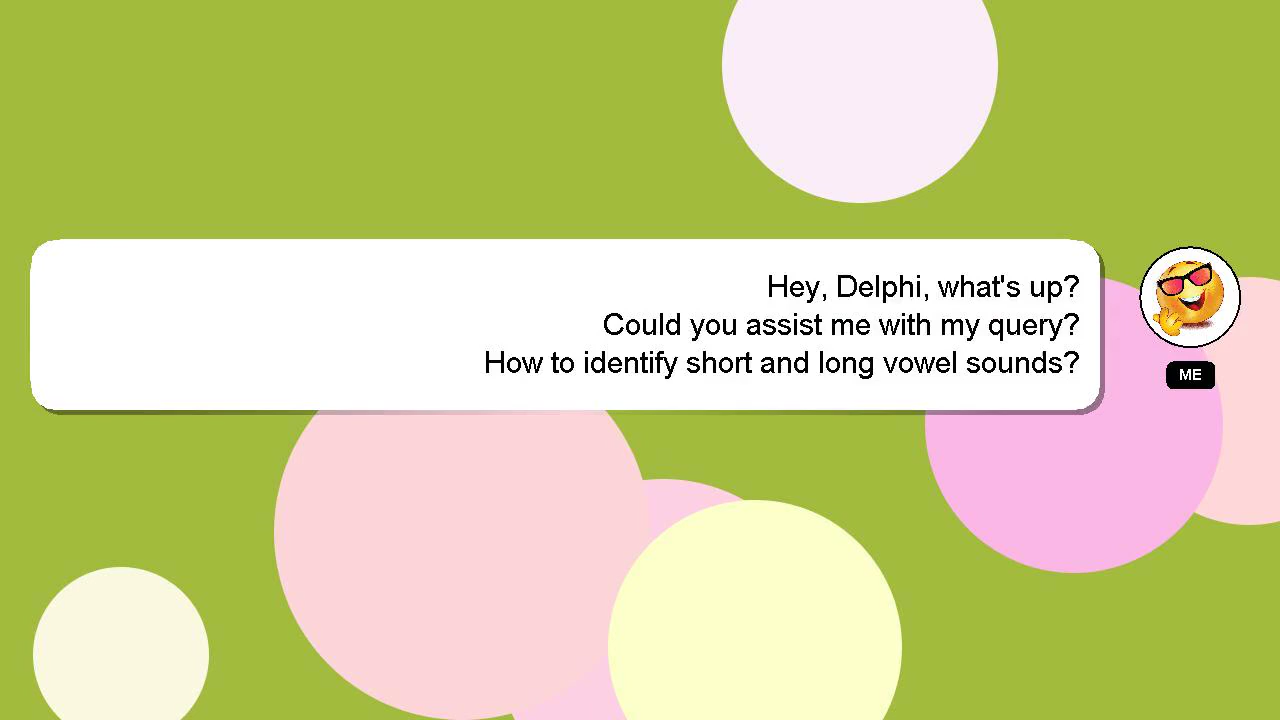 Hey, Delphi, what's up?
Could you assist me with my query?
How to identify short and long vowel sounds?
ME